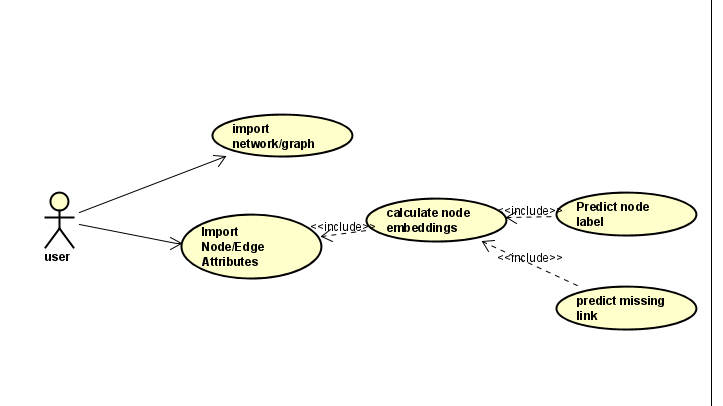 import
network/graph
user
Import
Node/Edge
Attributes
<<include>>
calculate node
embeddings
<<include>>
Predict node
label
<<include>>
predict missing
link